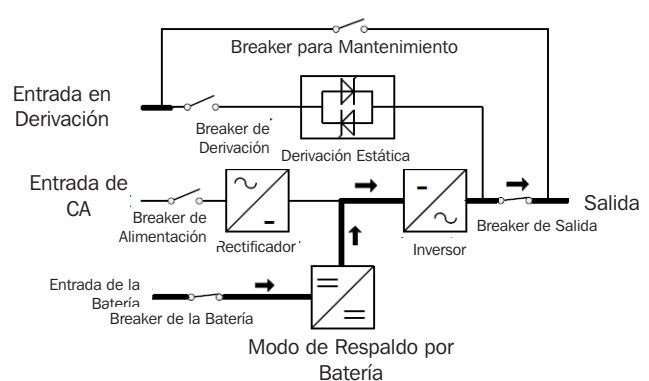 Breaker para Mantenimiento
Entrada en
Derivación
Breaker de
Derivación
Derivación Estática
Entrada de
CA
Breaker de
Alimentación
Rectificador
Inversor
Breaker de Salida
Salida
Entrada de la
Batería
Breaker de la Batería
Modo de Respaldo por
Batería